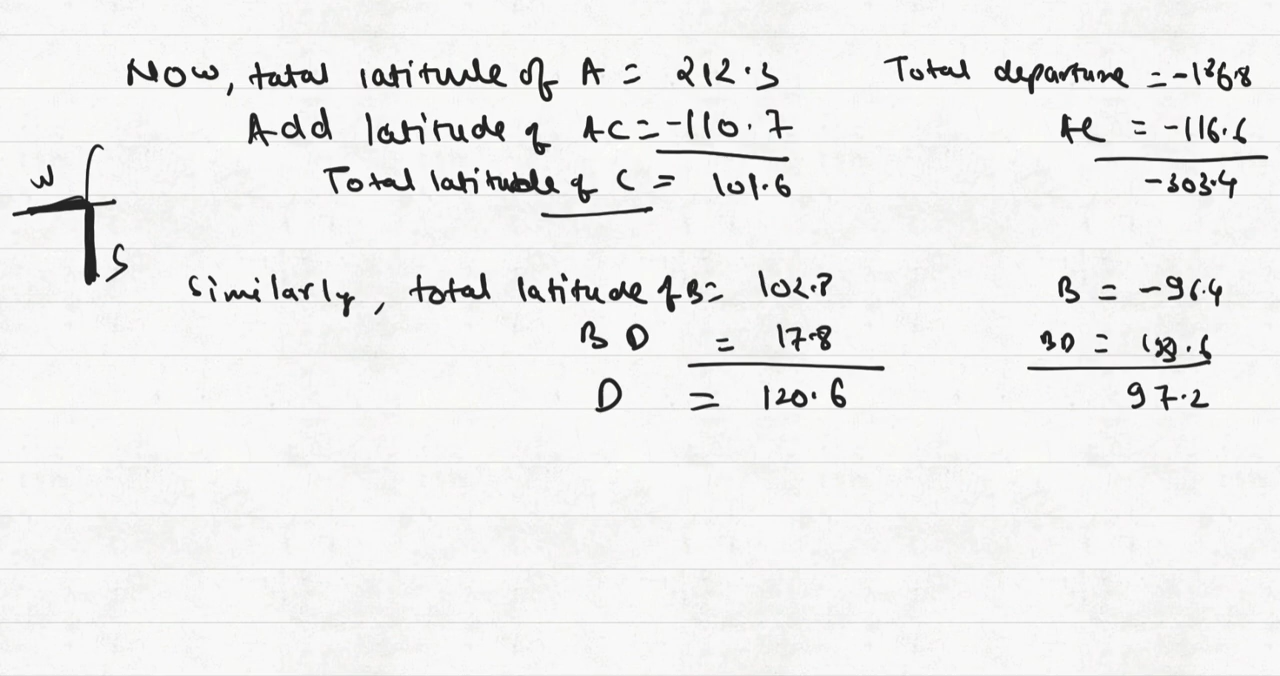 Now, total latitude of A = 212.3 Total departure = -186.8
Add latitude of AC = -110.7 AC = -116.6
W
Total latitude of C = 101.6 -303.4
S
Similarly, total latitude of B = 102.8 B = -96.4
BD = 17.8 BD =
D = 120.6 97.2